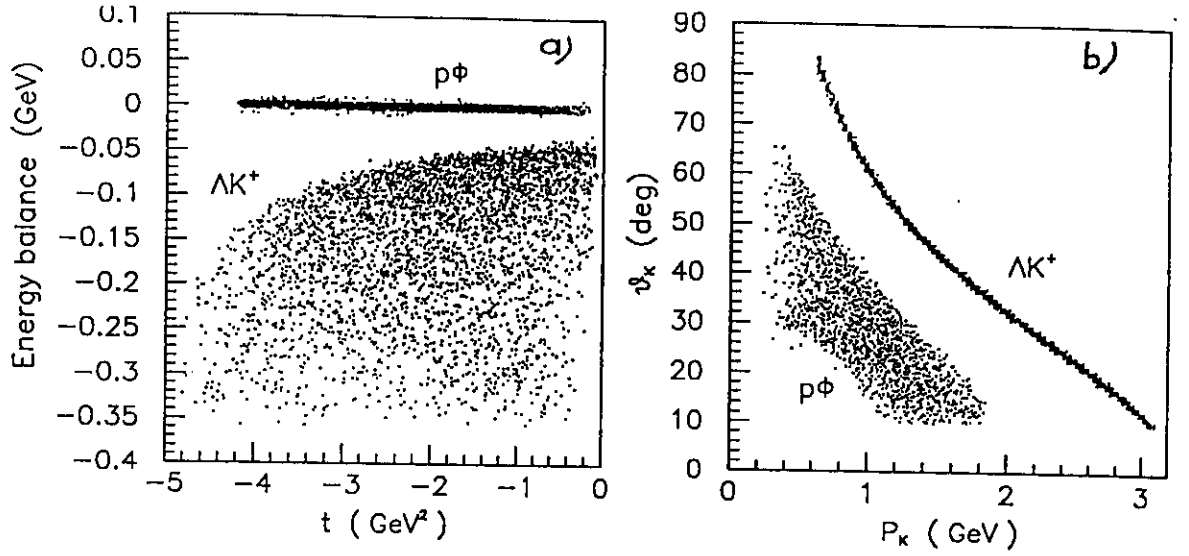 a)
0.1
0.05
0
−0.05
−0.1
−0.15
−0.2
−0.25
−0.3
−0.35
−0.4
Energy balance (GeV)
pΦ
ΛK⁺
−5 −4 −3 −2 −1 0
t ( GeV² )
b)
90
80
70
60
50
40
30
20
10
0
ϑ_K (deg)
ΛK⁺
pΦ
0 1 2 3
P_K ( GeV )